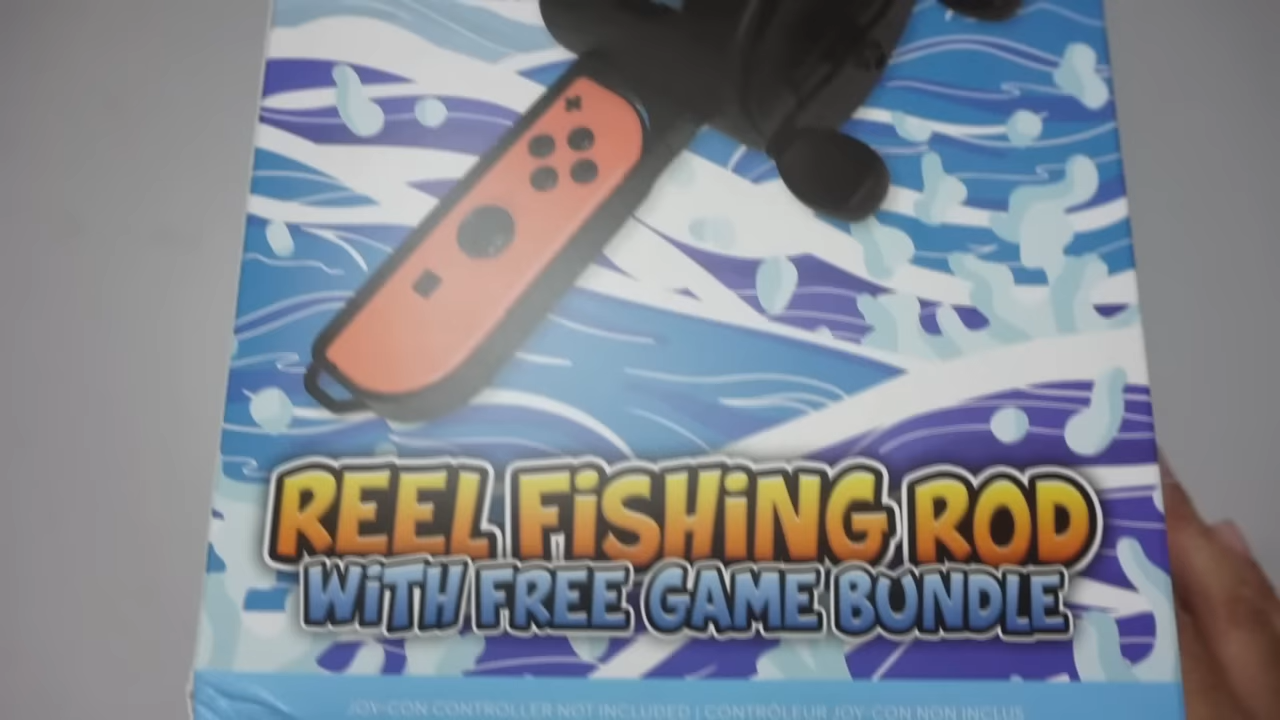 REEL FiSHiNG ROD
WiTH FREE GAME BUNDLE
JOY-CON CONTROLLER NOT INCLUDED | CONTRÔLEUR JOY-CON NON INCLUS